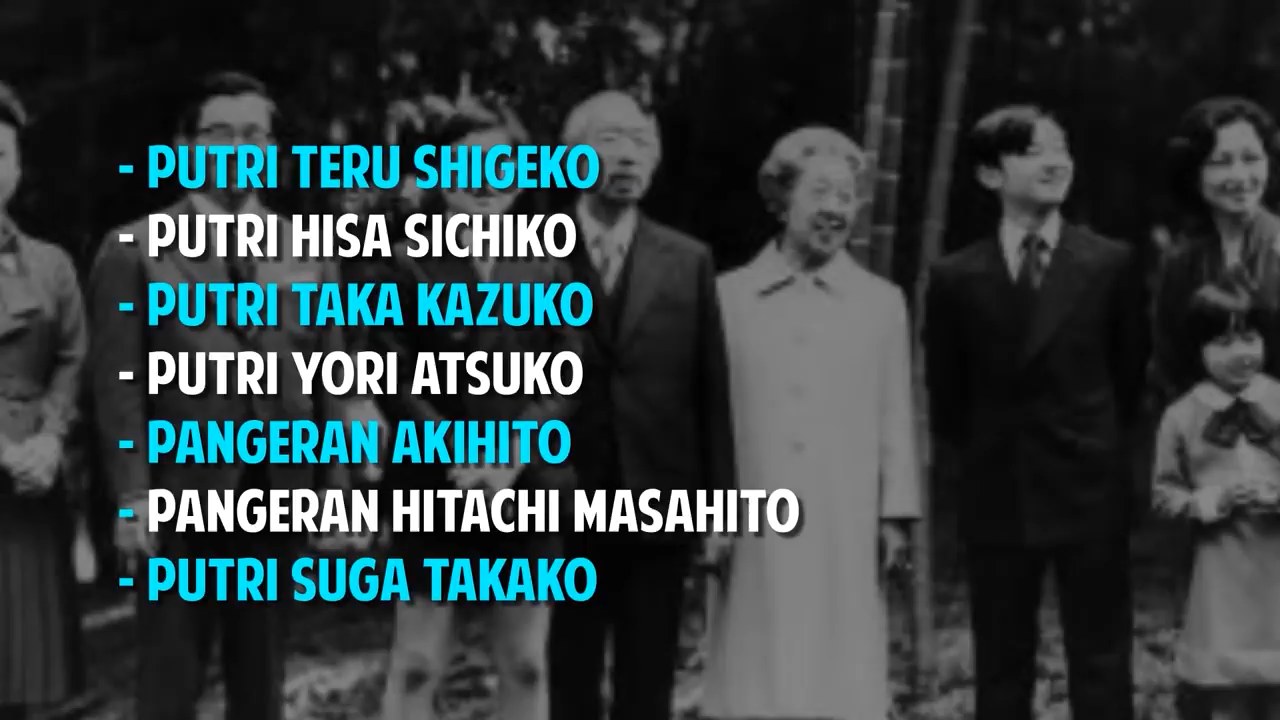 - PUTRI TERU SHIGEKO
- PUTRI HISA SICHIKO
- PUTRI TAKA KAZUKO
- PUTRI YORI ATSUKO
- PANGERAN AKIHITO
- PANGERAN HITACHI MASAHITO
- PUTRI SUGA TAKAKO